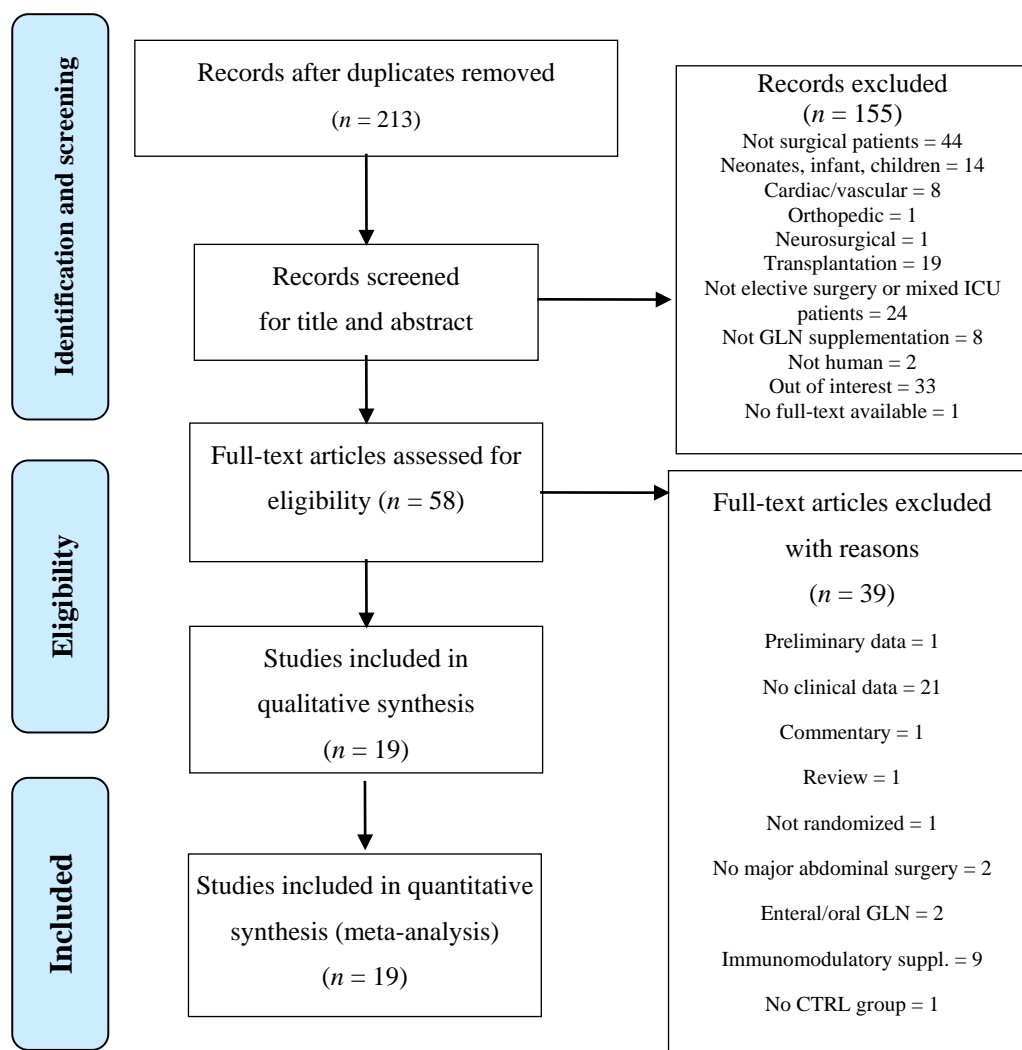 Identification and screening
Records after duplicates removed
(n = 213)
Records screened
for title and abstract
Records excluded
(n = 155)
Not surgical patients = 44
Neonates, infant, children = 14
Cardiac/vascular = 8
Orthopedic = 1
Neurosurgical = 1
Transplantation = 19
Not elective surgery or mixed ICU
patients = 24
Not GLN supplementation = 8
Not human = 2
Out of interest = 33
No full-text available = 1
Eligibility
Full-text articles assessed for
eligibility (n = 58)
Full-text articles excluded
with reasons
(n = 39)
Preliminary data = 1
No clinical data = 21
Commentary = 1
Review = 1
Not randomized = 1
No major abdominal surgery = 2
Enteral/oral GLN = 2
Immunomodulatory suppl. = 9
No CTRL group = 1
Studies included in
qualitative synthesis
(n = 19)
Included
Studies included in quantitative
synthesis (meta-analysis)
(n = 19)